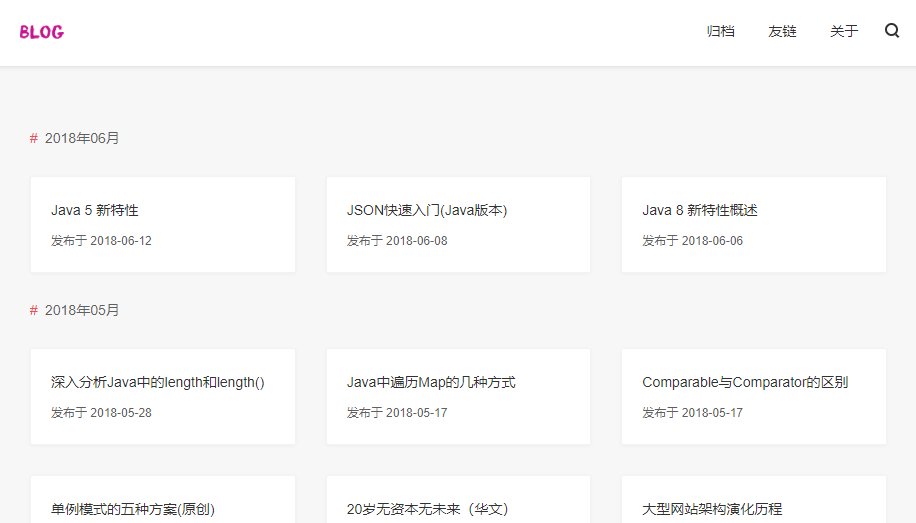 BLOG
归档 友链 关于
# 2018年06月
Java 5 新特性
发布于 2018-06-12
JSON快速入门(Java版本)
发布于 2018-06-08
Java 8 新特性概述
发布于 2018-06-06
# 2018年05月
深入分析Java中的length和length()
发布于 2018-05-28
Java中遍历Map的几种方式
发布于 2018-05-17
Comparable与Comparator的区别
发布于 2018-05-17
单例模式的五种方案(原创)
20岁无资本无未来（华文）
大型网站架构演化历程